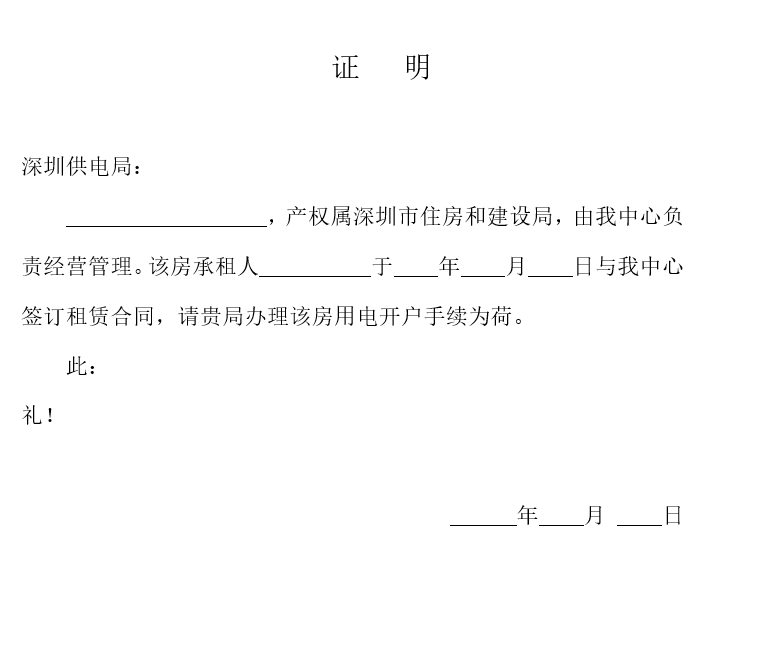 证 明
深圳供电局：
__________________，产权属深圳市住房和建设局，由我中心负
责经营管理。该房承租人__________于____年____月____日与我中心
签订租赁合同，请贵局办理该房用电开户手续为荷。
此：
礼！
______年____月 ____日